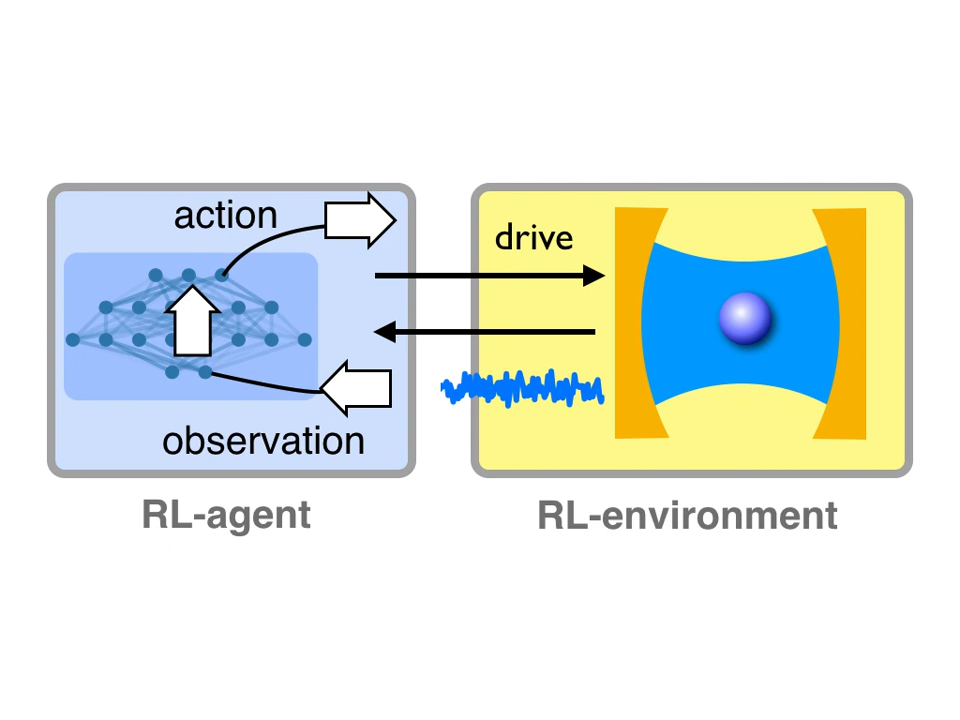 action
drive
observation
RL-agent
RL-environment